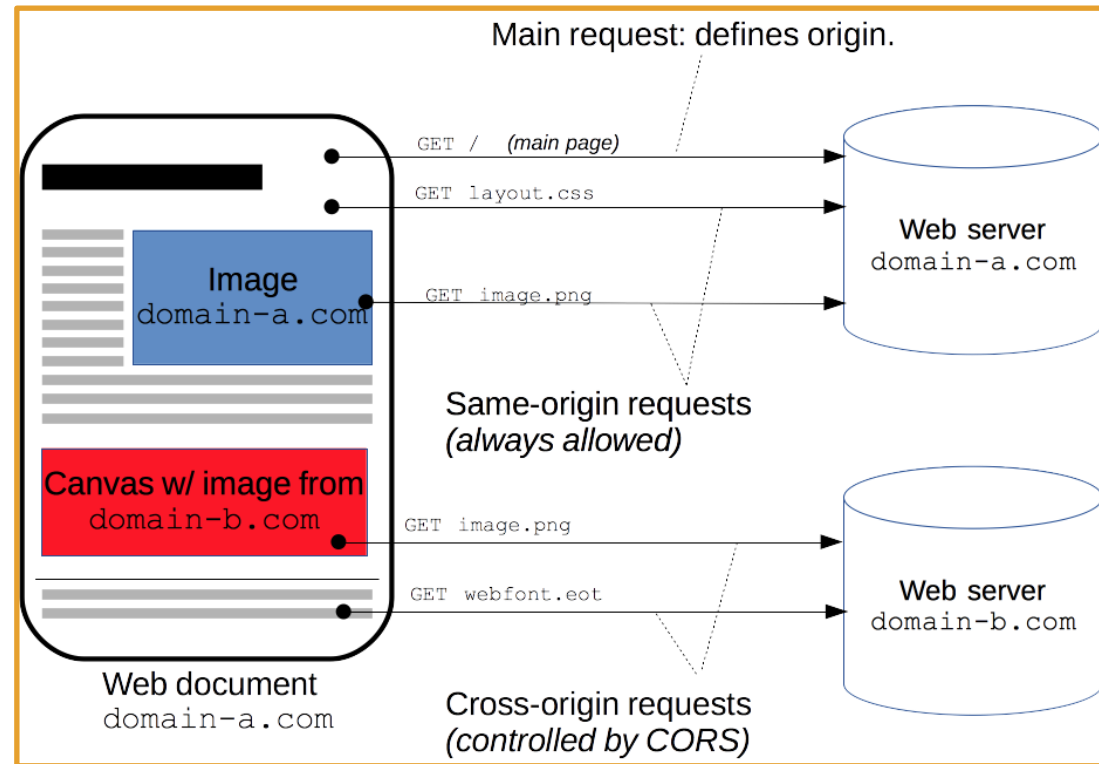 Main request: defines origin.
GET / (main page)
GET layout.css
Web server
domain-a.com
Image
domain-a.com
GET image.png
Same-origin requests
(always allowed)
Canvas w/ image from
domain-b.com
GET image.png
GET webfont.eot
Web server
domain-b.com
Web document
domain-a.com
Cross-origin requests
(controlled by CORS)